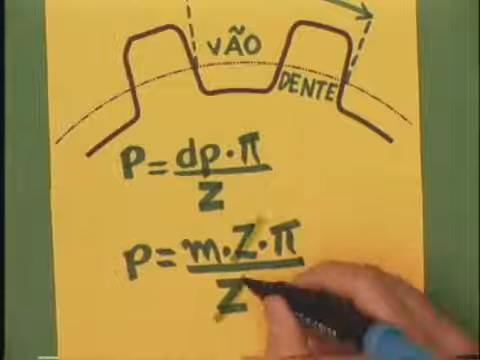 VÃO
DENTE
P = dp · π
Z
P = m · Z · π
Z